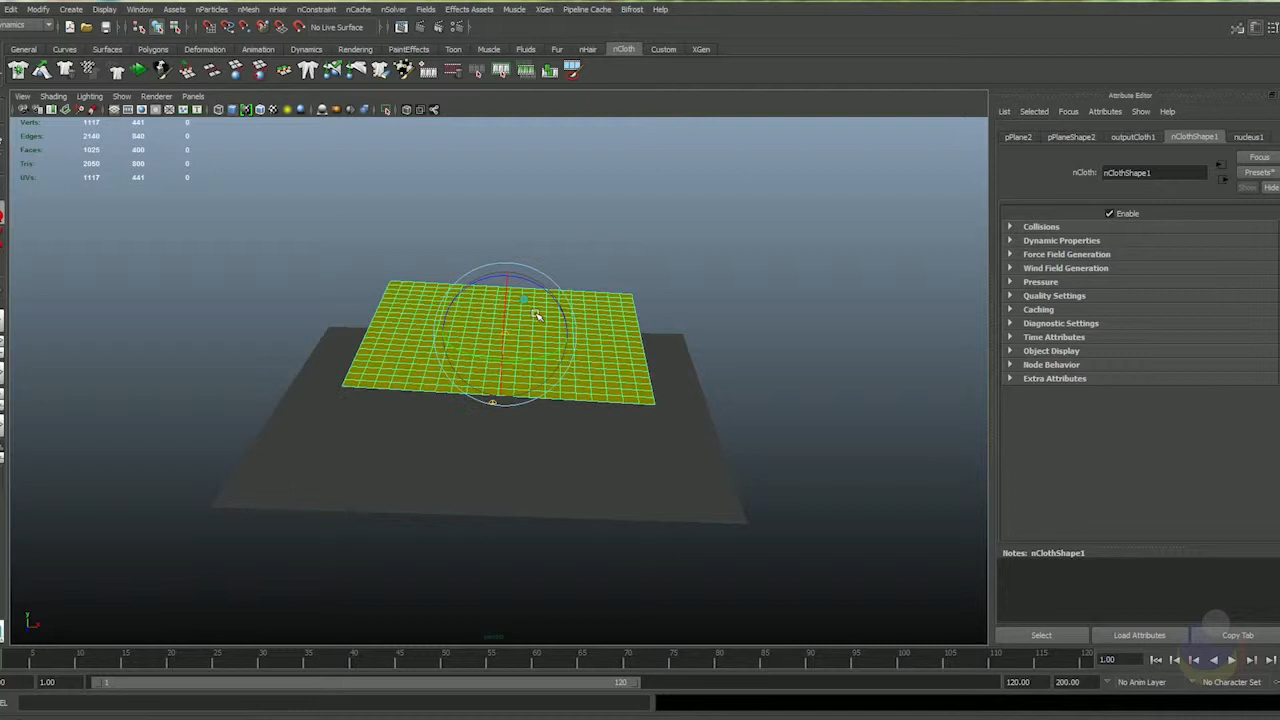 dit Modify Create Display Window Assets nParticles nMesh nHair nConstraint nCache nSolver Fields Effects Assets Muscle XGen Pipeline Cache Bifrost Help
ynamics No Live Surface
General Curves Surfaces Polygons Deformation Animation Dynamics Rendering PaintEffects Toon Muscle Fluids Fur nHair nCloth Custom XGen
View Shading Lighting Show Renderer Panels
Attribute Editor
List Selected Focus Attributes Show Help
Verts: 1117 441 0
Edges: 2140 840 0
Faces: 1025 400 0
Tris: 2050 800 0
UVs: 1117 441 0
pPlane2 pPlaneShape2 outputCloth1 nClothShape1 nucleus1
Focus
nCloth: nClothShape1 Presets*
Show Hide
Enable
Collisions
Dynamic Properties
Force Field Generation
Wind Field Generation
Pressure
Quality Settings
Caching
Diagnostic Settings
Time Attributes
Object Display
Node Behavior
Extra Attributes
Notes: nClothShape1
y
x
persp
Select Load Attributes Copy Tab
5 10 15 20 25 30 35 40 45 50 55 60 65 70 75 80 85 90 95 100 105 110 115 120 1.00
00 1.00 1 120 120.00 200.00 No Anim Layer No Character Set
EL